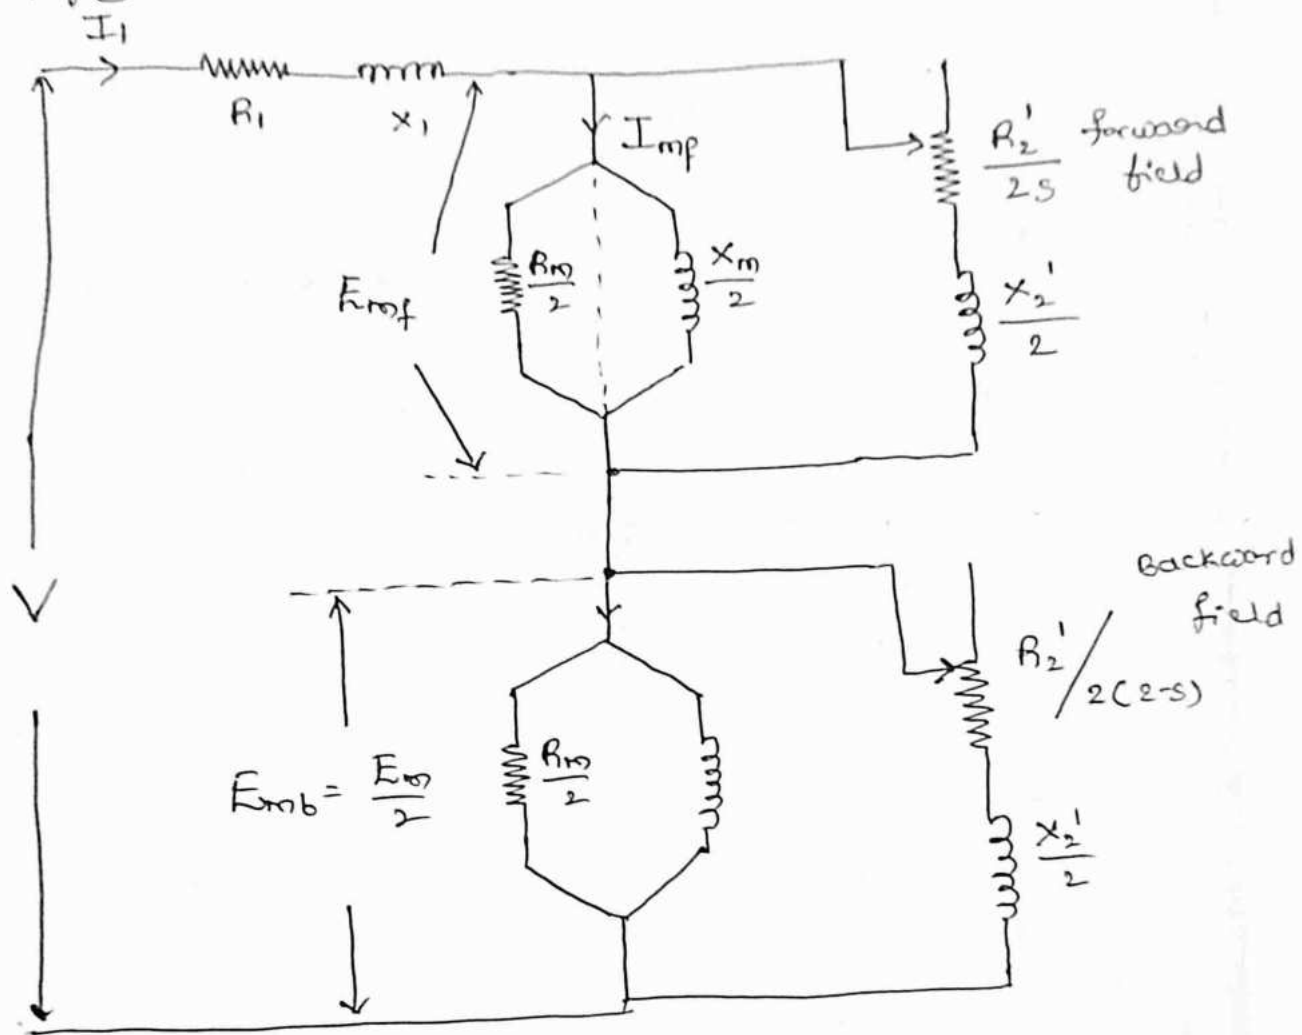 I1
R1
X1
Imf
R2'/2s forward
field
Rm/2
Xm/2
Emf
X2'/2
Backward
field
V
R2'/2(2-s)
Emb = Em/2
Rm/2
X2'/2